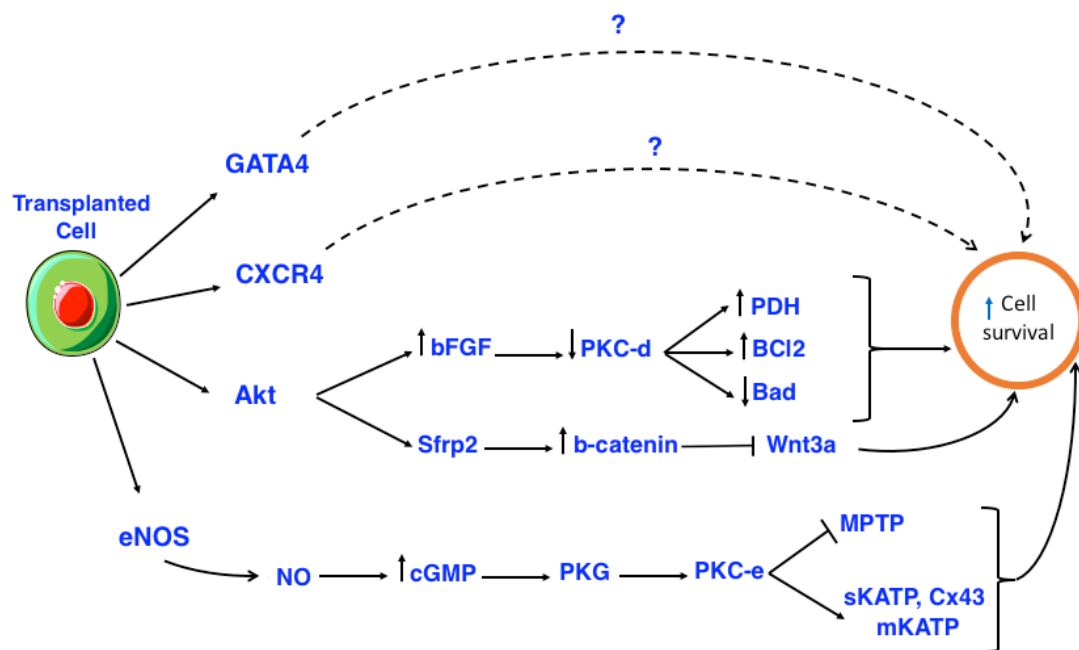 ?
GATA4
?
Transplanted
Cell
CXCR4
↑ Cell
survival
↑ PDH
↑ bFGF
↓ PKC-d
↑ BCl2
↓ Bad
Akt
Sfrp2
↑ b-catenin
Wnt3a
eNOS
MPTP
NO
↑ cGMP
PKG
PKC-e
sKATP, Cx43
mKATP